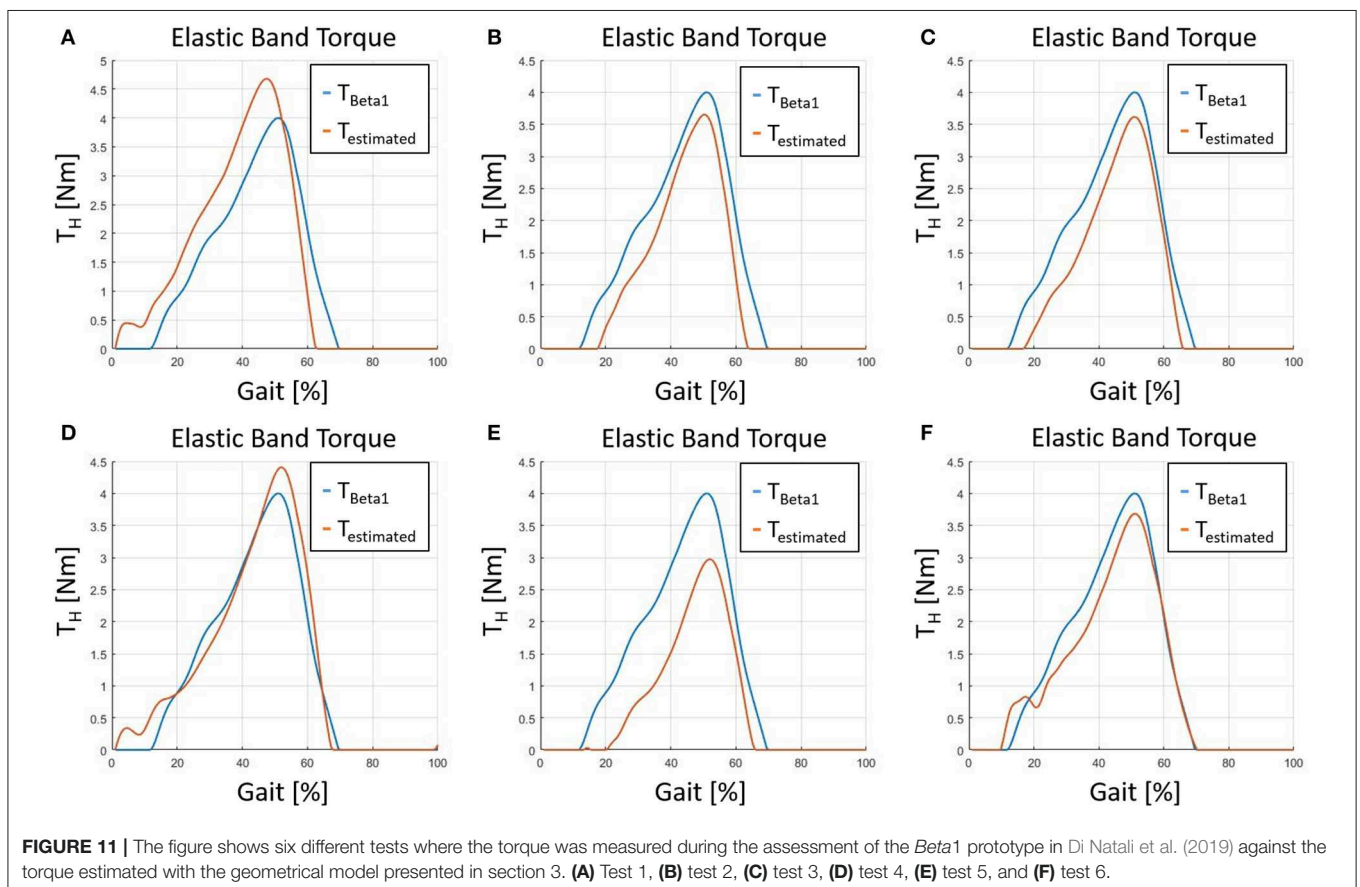 A
Elastic Band Torque
5
4.5
4
3.5
3
2.5
2
1.5
1
0.5
0
T_H [Nm]
T_Beta1
T_estimated
0 20 40 60 80 100
Gait [%]
B
Elastic Band Torque
4.5
4
3.5
3
2.5
2
1.5
1
0.5
0
T_H [Nm]
T_Beta1
T_estimated
0 20 40 60 80 100
Gait [%]
C
Elastic Band Torque
4.5
4
3.5
3
2.5
2
1.5
1
0.5
0
T_H [Nm]
T_Beta1
T_estimated
0 20 40 60 80 100
Gait [%]
D
Elastic Band Torque
4.5
4
3.5
3
2.5
2
1.5
1
0.5
0
T_H [Nm]
T_Beta1
T_estimated
0 20 40 60 80 100
Gait [%]
E
Elastic Band Torque
4.5
4
3.5
3
2.5
2
1.5
1
0.5
0
T_H [Nm]
T_Beta1
T_estimated
0 20 40 60 80 100
Gait [%]
F
Elastic Band Torque
4.5
4
3.5
3
2.5
2
1.5
1
0.5
0
T_H [Nm]
T_Beta1
T_estimated
0 20 40 60 80 100
Gait [%]
FIGURE 11 | The figure shows six different tests where the torque was measured during the assessment of the Beta1 prototype in Di Natali et al. (2019) against the
torque estimated with the geometrical model presented in section 3. (A) Test 1, (B) test 2, (C) test 3, (D) test 4, (E) test 5, and (F) test 6.